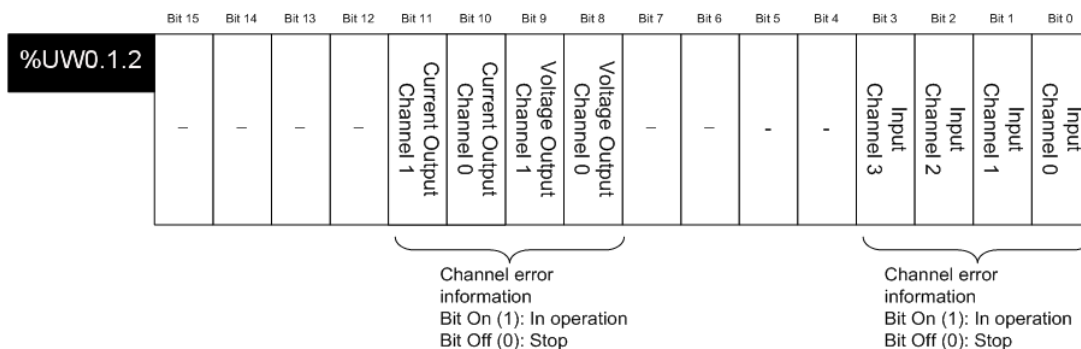 Bit 15 Bit 14 Bit 13 Bit 12 Bit 11 Bit 10 Bit 9 Bit 8 Bit 7 Bit 6 Bit 5 Bit 4 Bit 3 Bit 2 Bit 1 Bit 0
%UW0.1.2
–
–
–
–
Current Output
Channel 1
Current Output
Channel 0
Voltage Output
Channel 1
Voltage Output
Channel 0
–
–
-
-
Input
Channel 3
Input
Channel 2
Input
Channel 1
Input
Channel 0
Channel error
information
Bit On (1): In operation
Bit Off (0): Stop
Channel error
information
Bit On (1): In operation
Bit Off (0): Stop